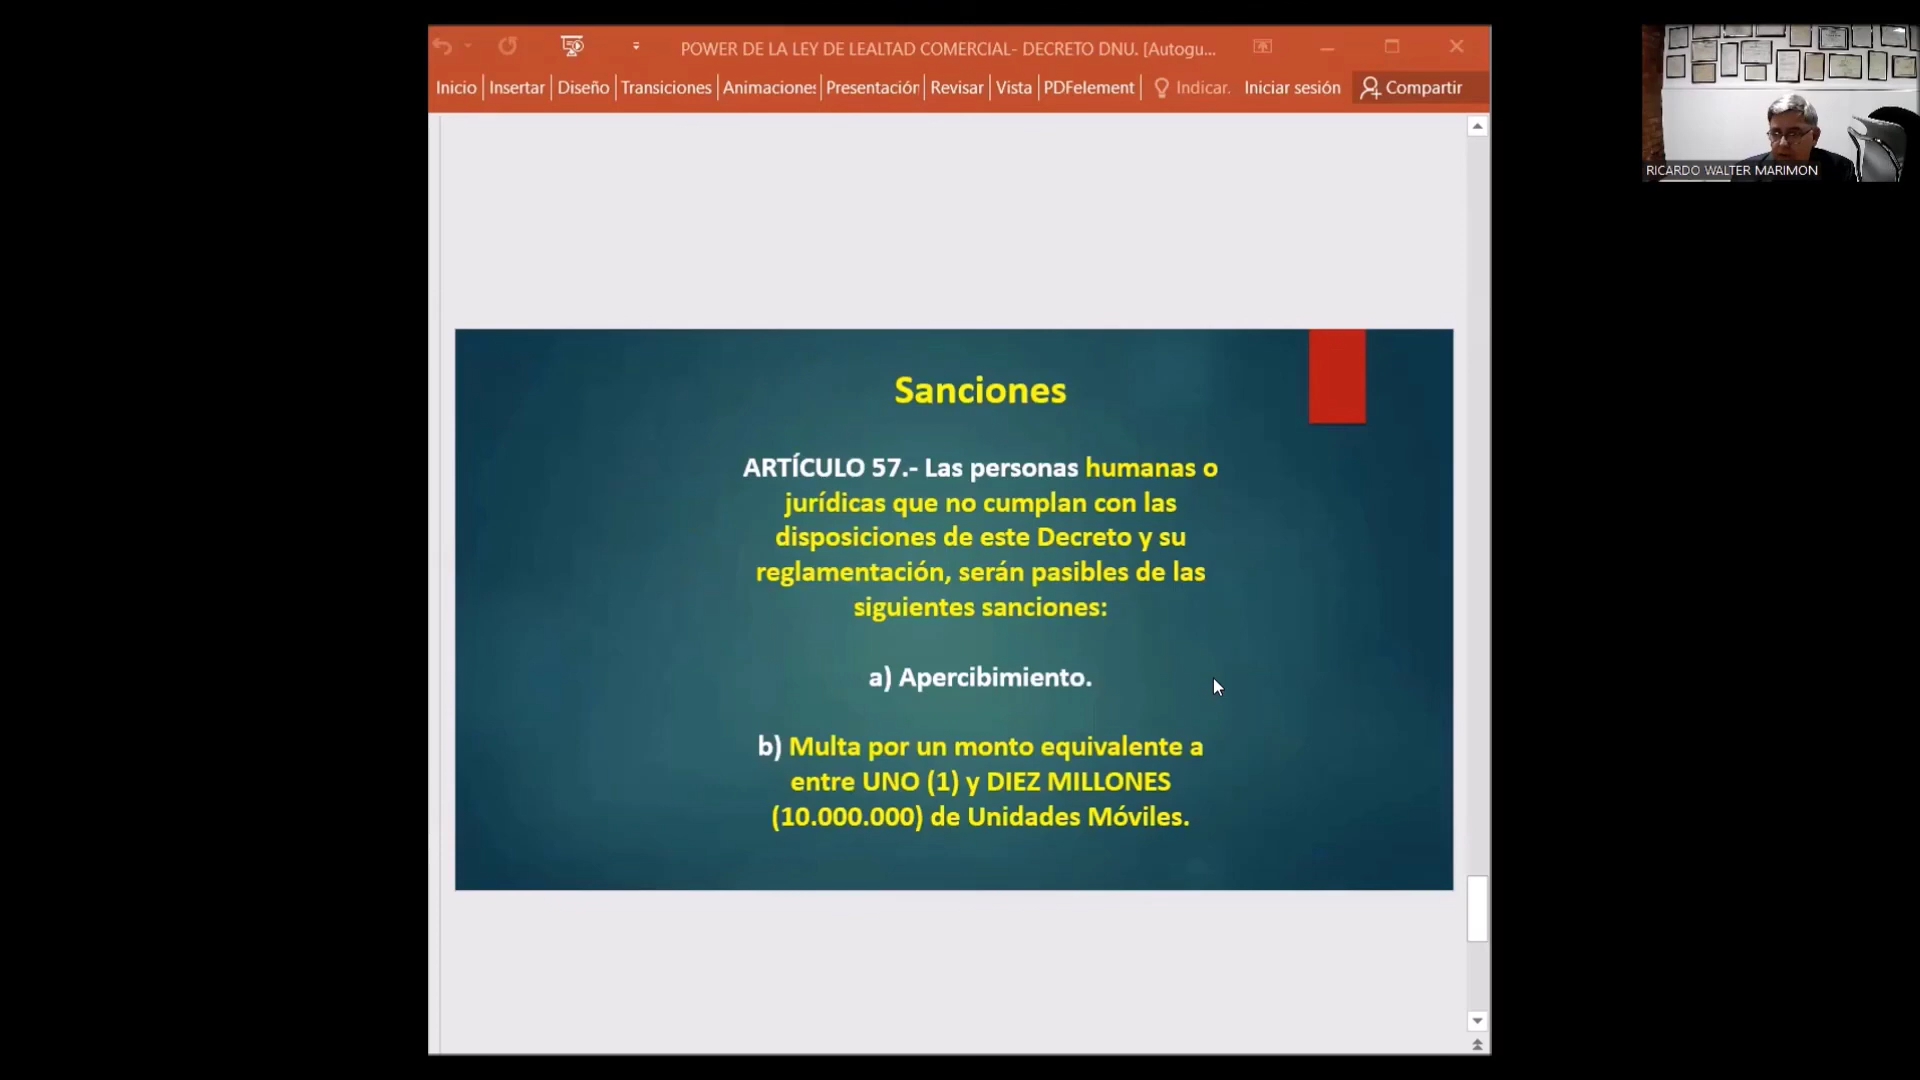 POWER DE LA LEY DE LEALTAD COMERCIAL- DECRETO DNU. [Autogu...
Inicio Insertar Diseño Transiciones Animaciones Presentación Revisar Vista PDFelement Indicar. Iniciar sesión Compartir
RICARDO WALTER MARIMON
Sanciones
ARTÍCULO 57.- Las personas humanas o
jurídicas que no cumplan con las
disposiciones de este Decreto y su
reglamentación, serán pasibles de las
siguientes sanciones:
a) Apercibimiento.
b) Multa por un monto equivalente a
entre UNO (1) y DIEZ MILLONES
(10.000.000) de Unidades Móviles.